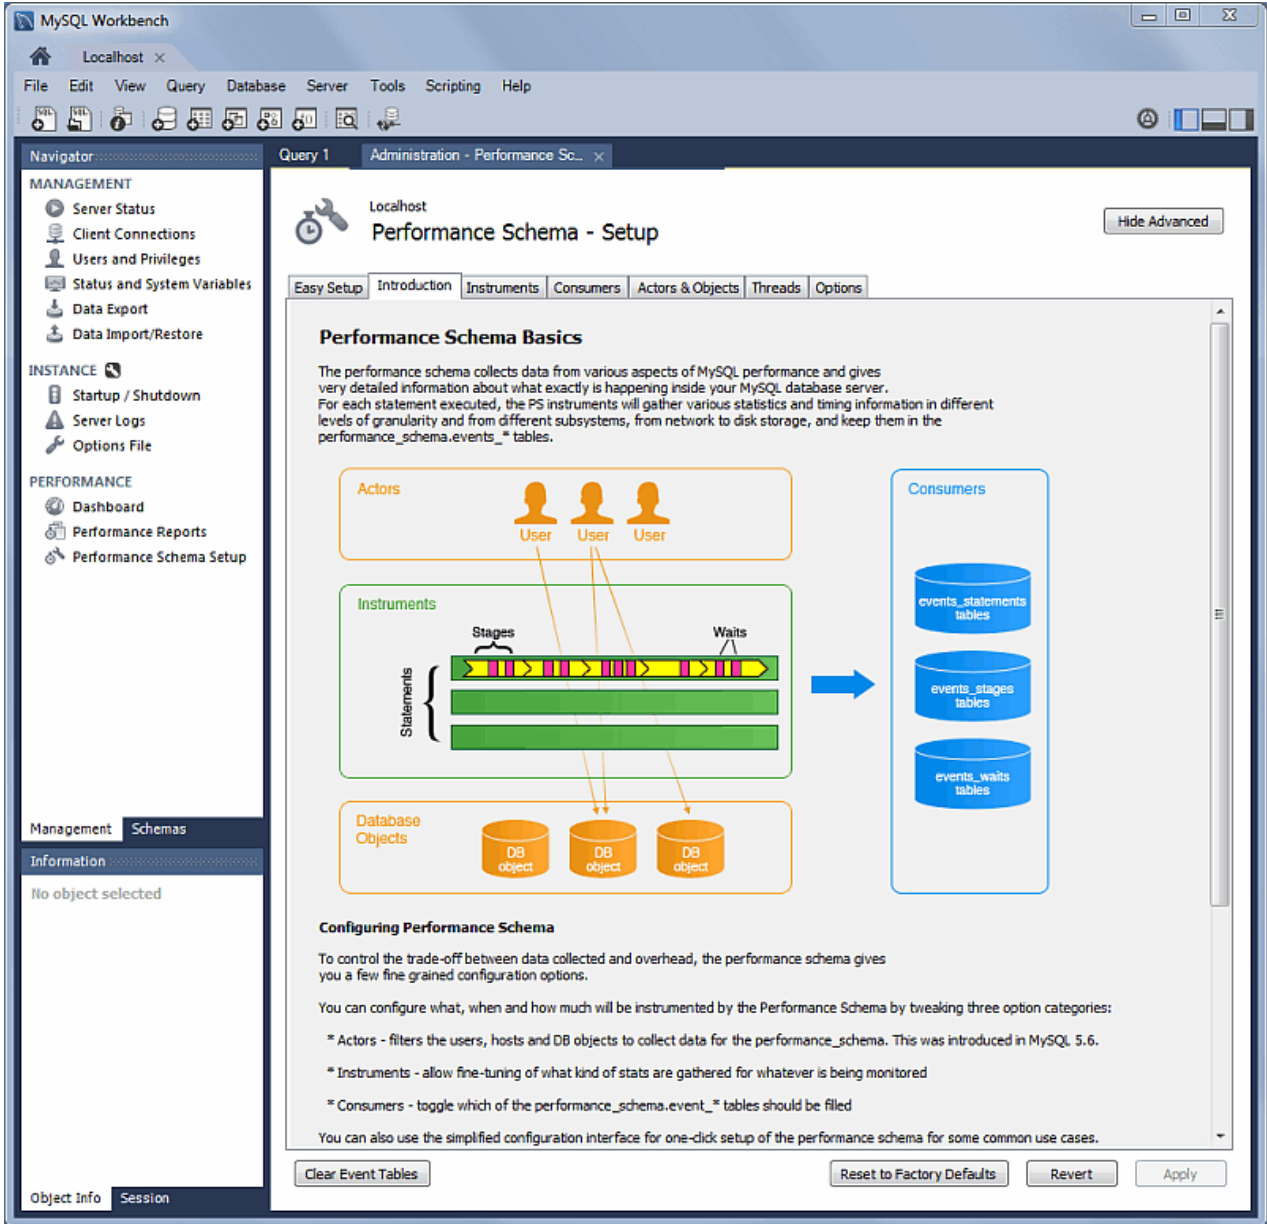 MySQL Workbench
Localhost
File Edit View Query Database Server Tools Scripting Help
Navigator
MANAGEMENT
Server Status
Client Connections
Users and Privileges
Status and System Variables
Data Export
Data Import/Restore
INSTANCE
Startup / Shutdown
Server Logs
Options File
PERFORMANCE
Dashboard
Performance Reports
Performance Schema Setup
Management Schemas
Information
No object selected
Object Info Session
Query 1 Administration - Performance Sc...
Localhost
Performance Schema - Setup
Hide Advanced
Easy Setup Introduction Instruments Consumers Actors & Objects Threads Options
Performance Schema Basics
The performance schema collects data from various aspects of MySQL performance and gives
very detailed information about what exactly is happening inside your MySQL database server.
For each statement executed, the PS instruments will gather various statistics and timing information in different
levels of granularity and from different subsystems, from network to disk storage, and keep them in the
performance_schema.events_* tables.
Actors
User User User
Instruments
Stages Waits
Statements
Database
Objects
DB
object
DB
object
DB
object
Consumers
events_statements
tables
events_stages
tables
events_waits
tables
Configuring Performance Schema
To control the trade-off between data collected and overhead, the performance schema gives
you a few fine grained configuration options.
You can configure what, when and how much will be instrumented by the Performance Schema by tweaking three option categories:
* Actors - filters the users, hosts and DB objects to collect data for the performance_schema. This was introduced in MySQL 5.6.
* Instruments - allow fine-tuning of what kind of stats are gathered for whatever is being monitored
* Consumers - toggle which of the performance_schema.event_* tables should be filled
You can also use the simplified configuration interface for one-click setup of the performance schema for some common use cases.
Clear Event Tables Reset to Factory Defaults Revert Apply